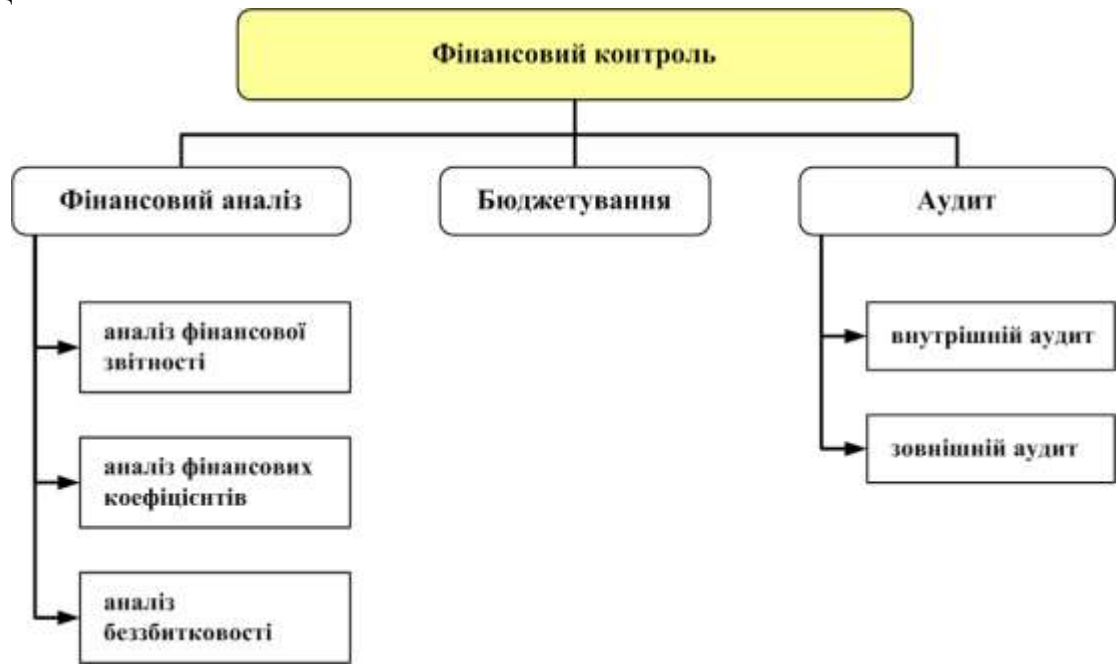 Фінансовий контроль
Фінансовий аналіз
Бюджетування
Аудит
аналіз фінансової
звітності
аналіз фінансових
коефіцієнтів
аналіз
беззбитковості
внутрішній аудит
зовнішній аудит